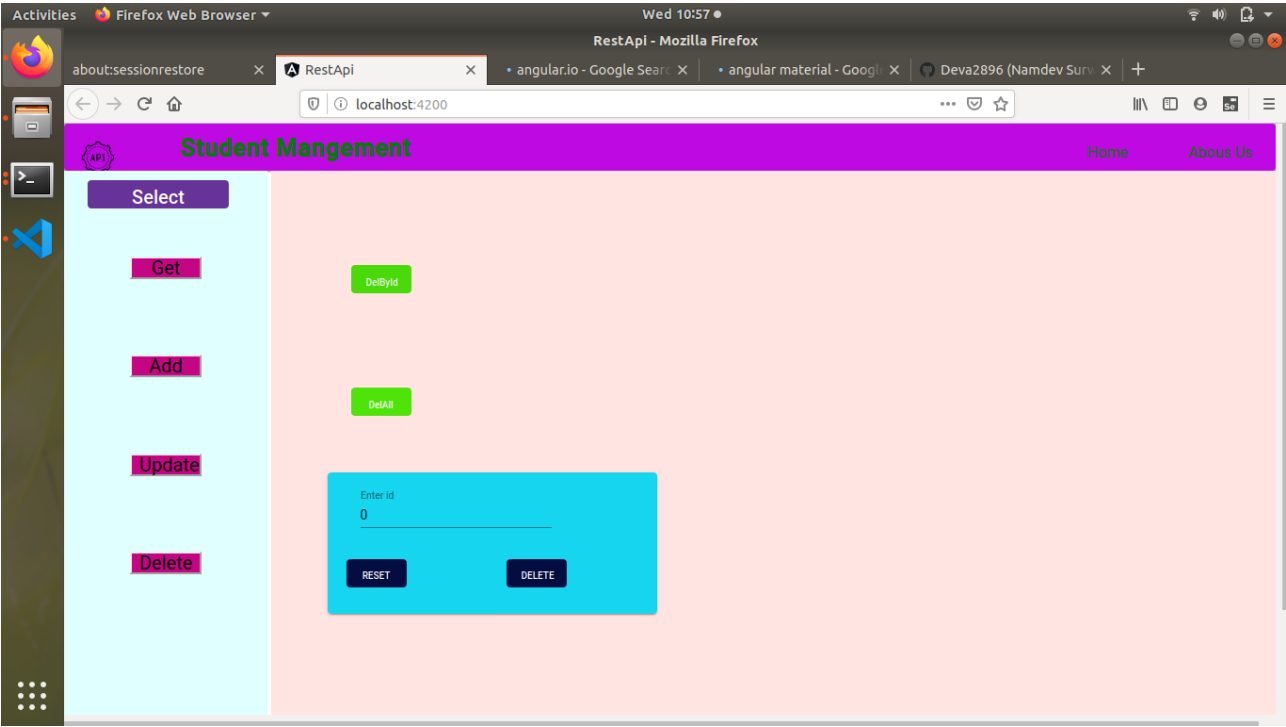 Activities Firefox Web Browser Wed 10:57
RestApi - Mozilla Firefox
about:sessionrestore RestApi angular.io - Google Searc angular material - Googl Deva2896 (Namdev Surv
localhost:4200
API Student Mangement Home Abous Us
Select
Get
DelById
Add
DelAll
Update
Enter id
0
Delete
RESET DELETE